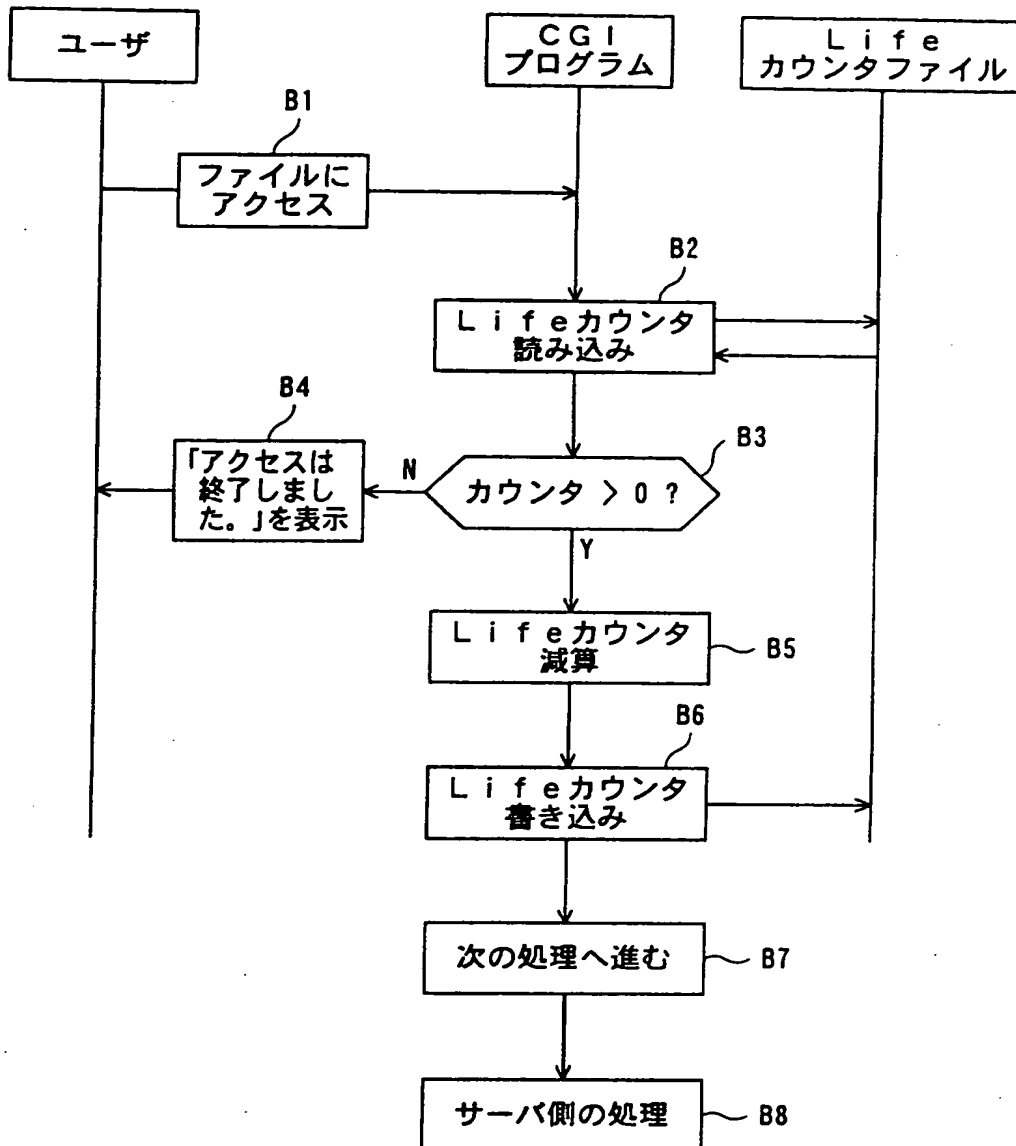 ユーザ
CGI
プログラム
Life
カウンタファイル
B1
ファイルに
アクセス
B2
Lifeカウンタ
読み込み
B4
「アクセスは
終了しまし
た。」を表示
N
B3
カウンタ > 0 ?
Y
Lifeカウンタ
減算
B5
B6
Lifeカウンタ
書き込み
次の処理へ進む
B7
サーバ側の処理
B8